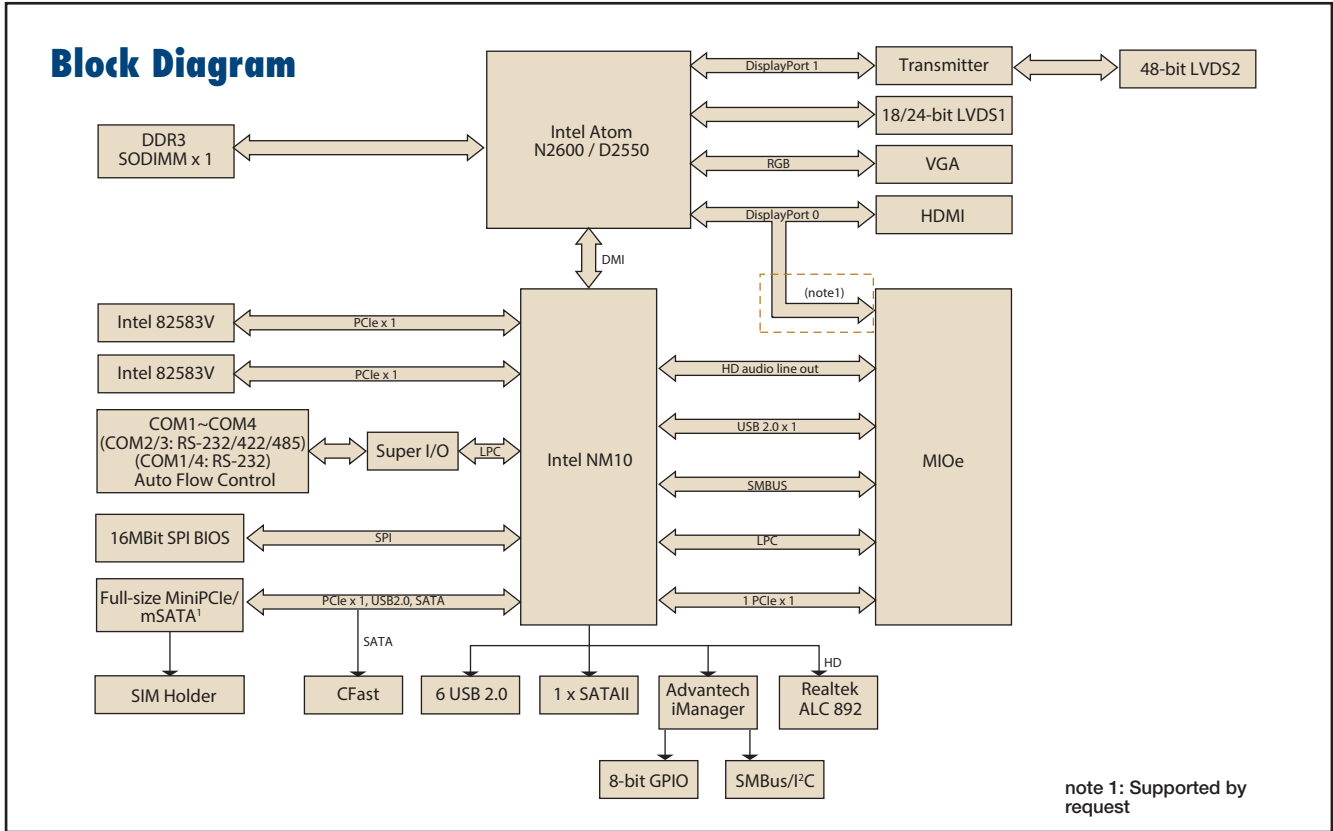 Block Diagram
DisplayPort 1
Transmitter
48-bit LVDS2
DDR3
SODIMM x 1
Intel Atom
N2600 / D2550
18/24-bit LVDS1
RGB
VGA
DisplayPort 0
HDMI
DMI
(note1)
Intel 82583V
PCIe x 1
Intel 82583V
PCIe x 1
HD audio line out
COM1~COM4
(COM2/3: RS-232/422/485)
(COM1/4: RS-232)
Auto Flow Control
Super I/O
LPC
Intel NM10
USB 2.0 x 1
MIOe
SMBUS
16MBit SPI BIOS
SPI
LPC
Full-size MiniPCIe/
mSATA¹
PCIe x 1, USB2.0, SATA
1 PCIe x 1
SATA
HD
SIM Holder
CFast
6 USB 2.0
1 x SATAII
Advantech
iManager
Realtek
ALC 892
8-bit GPIO
SMBus/I²C
note 1: Supported by
request